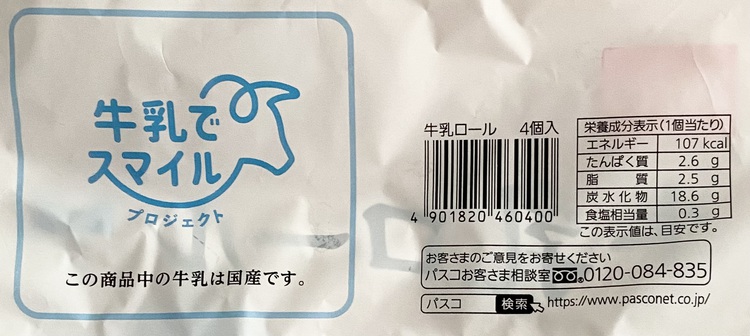 牛乳で
スマイル
プロジェクト
この商品中の牛乳は国産です。
牛乳ロール 4個入
4 901820 460400
栄養成分表示(1個当たり)
エネルギー 107 kcal
たんぱく質 2.6 g
脂質 2.5 g
炭水化物 18.6 g
食塩相当量 0.3 g
この表示値は、目安です。
お客さまのご意見をお寄せください
パスコお客さま相談室 0120-084-835
パスコ 検索 https://www.pasconet.co.jp/